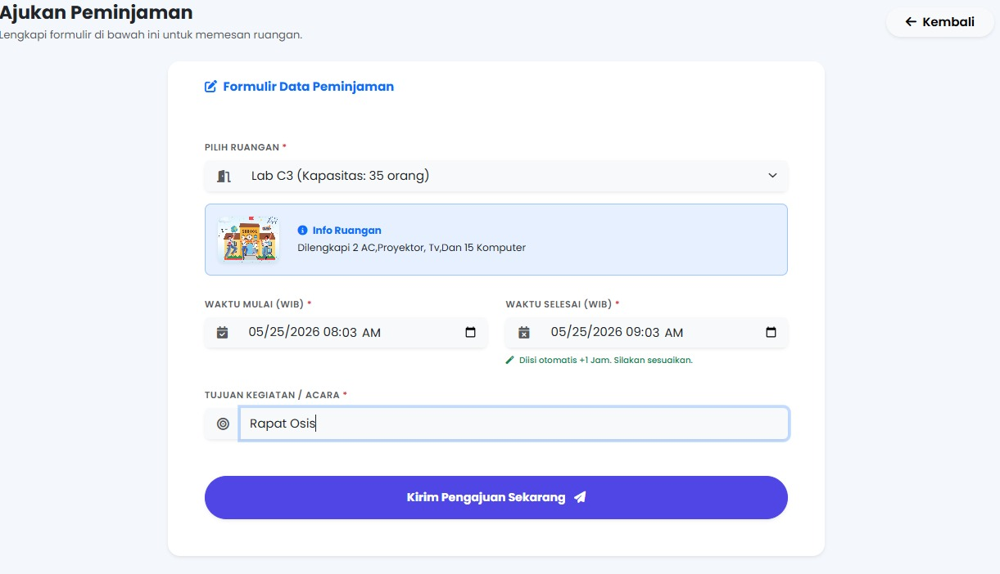 Ajukan Peminjaman
Lengkapi formulir di bawah ini untuk memesan ruangan.
Kembali
Formulir Data Peminjaman
PILIH RUANGAN *
Lab C3 (Kapasitas: 35 orang)
SCHOOL
Info Ruangan
Dilengkapi 2 AC,Proyektor, Tv,Dan 15 Komputer
WAKTU MULAI (WIB) *
05/25/2026 08:03 AM
WAKTU SELESAI (WIB) *
05/25/2026 09:03 AM
Diisi otomatis +1 Jam. Silakan sesuaikan.
TUJUAN KEGIATAN / ACARA *
Rapat Osis
Kirim Pengajuan Sekarang